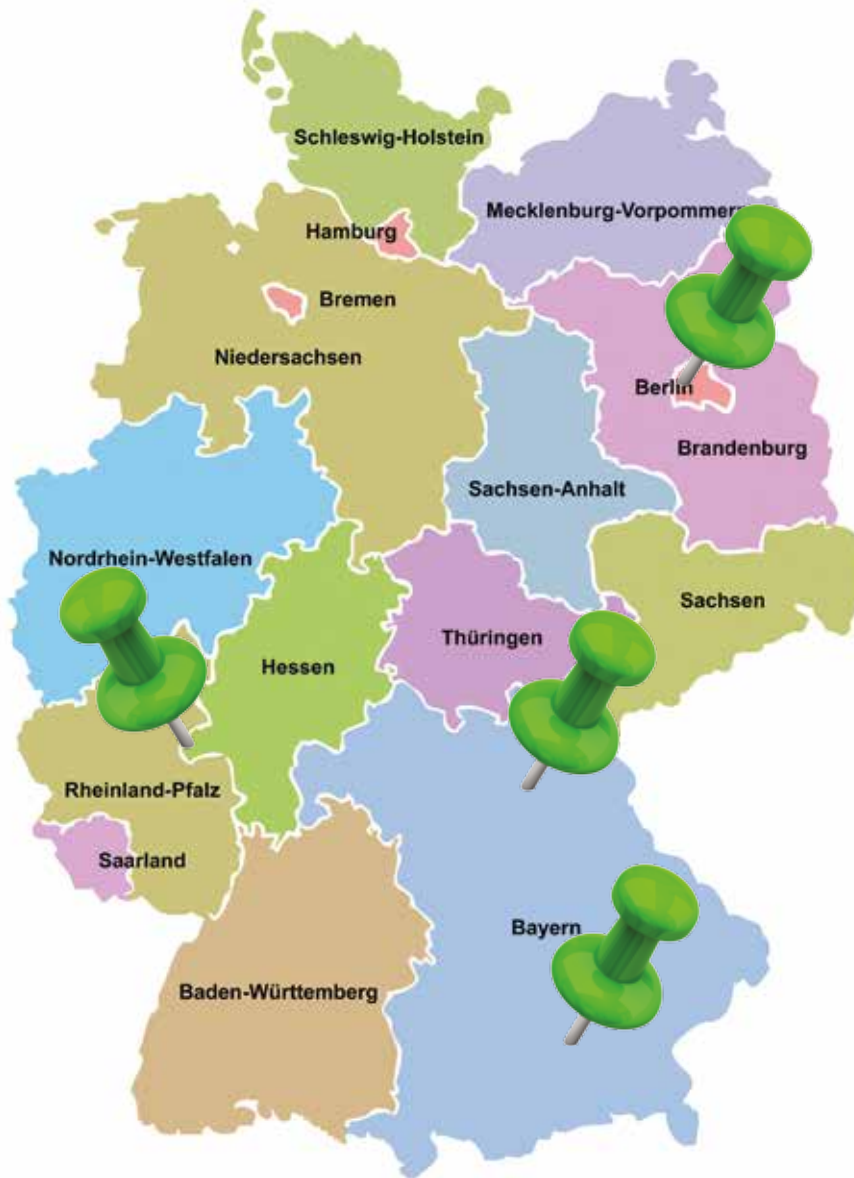 Schleswig-Holstein
Mecklenburg-Vorpommern
Hamburg
Bremen
Niedersachsen
Berlin
Brandenburg
Sachsen-Anhalt
Nordrhein-Westfalen
Sachsen
Thüringen
Hessen
Rheinland-Pfalz
Saarland
Bayern
Baden-Württemberg